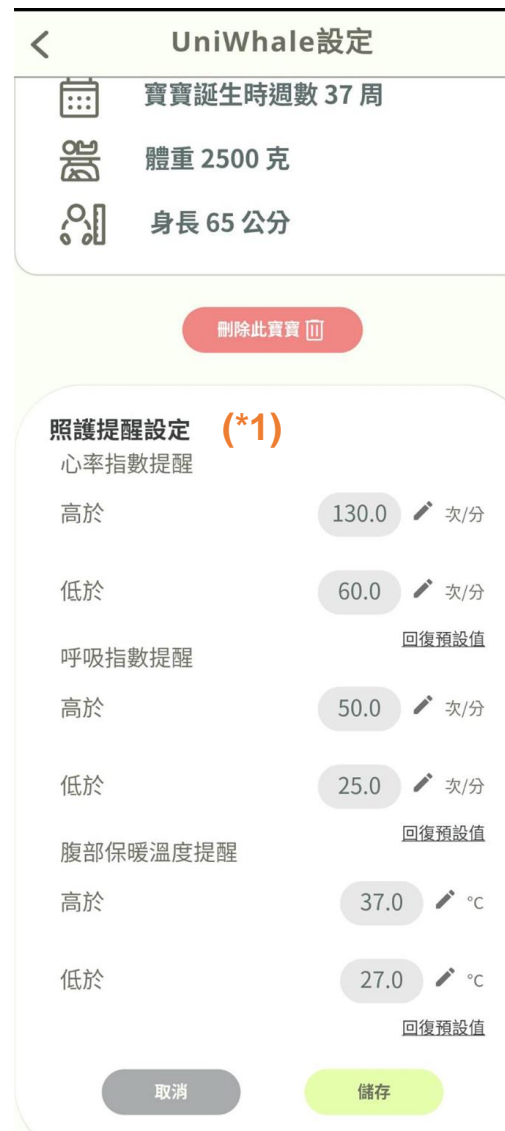 UniWhale設定
寶寶誕生時週數 37 周
體重 2500 克
身長 65 公分
刪除此寶寶
照護提醒設定 (*1)
心率指數提醒
高於 130.0 次/分
低於 60.0 次/分
回復預設值
呼吸指數提醒
高於 50.0 次/分
低於 25.0 次/分
回復預設值
腹部保暖溫度提醒
高於 37.0 °C
低於 27.0 °C
回復預設值
取消 儲存